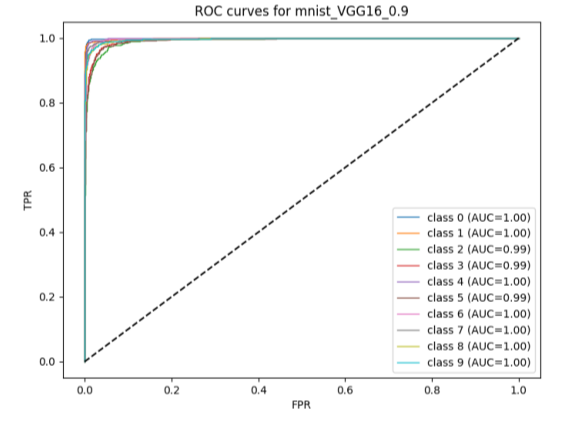 ROC curves for mnist_VGG16_0.9
1.0
0.8
0.6
0.4
0.2
0.0
TPR
class 0 (AUC=1.00)
class 1 (AUC=1.00)
class 2 (AUC=0.99)
class 3 (AUC=0.99)
class 4 (AUC=1.00)
class 5 (AUC=0.99)
class 6 (AUC=1.00)
class 7 (AUC=1.00)
class 8 (AUC=1.00)
class 9 (AUC=1.00)
0.0 0.2 0.4 0.6 0.8 1.0
FPR